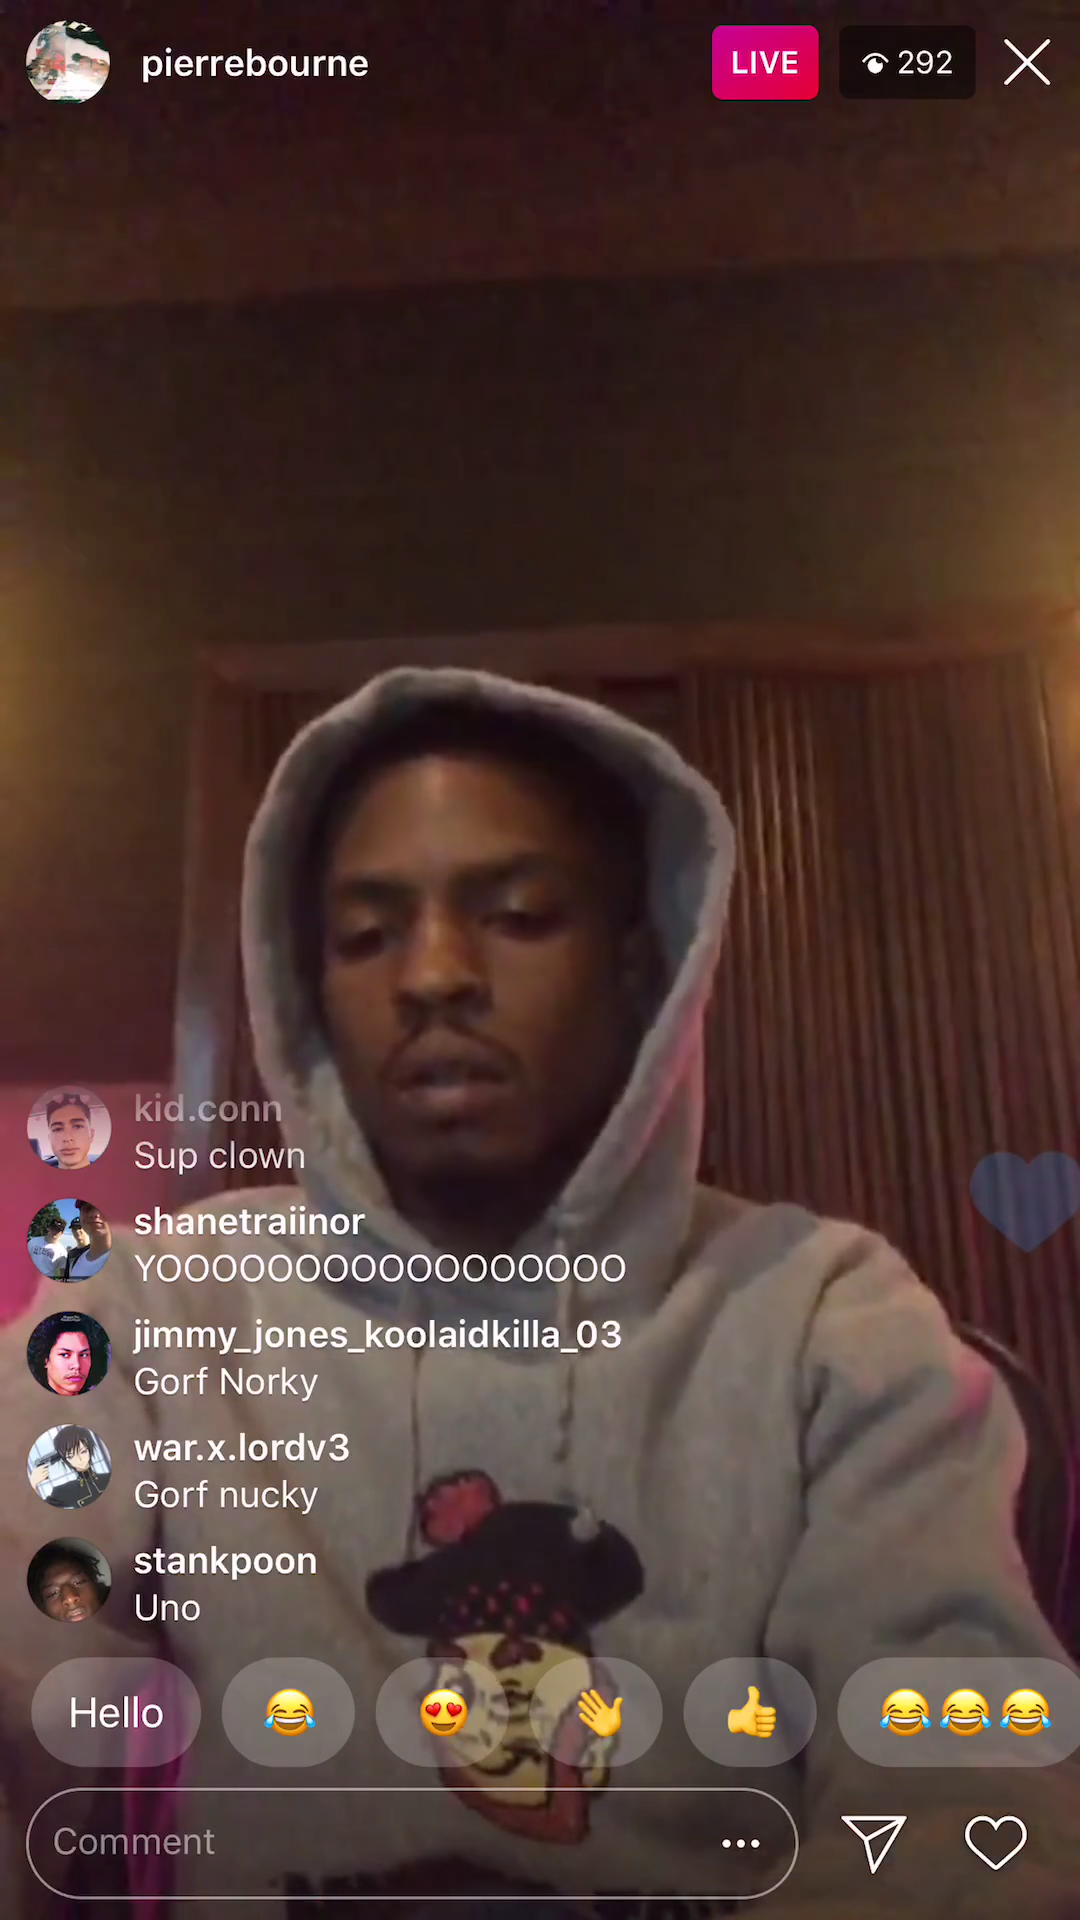 pierrebourne
LIVE
292
kid.conn
Sup clown
shanetraiinor
YOOOOOOOOOOOOOOOOO
jimmy_jones_koolaidkilla_03
Gorf Norky
war.x.lordv3
Gorf nucky
stankpoon
Uno
Hello
Comment